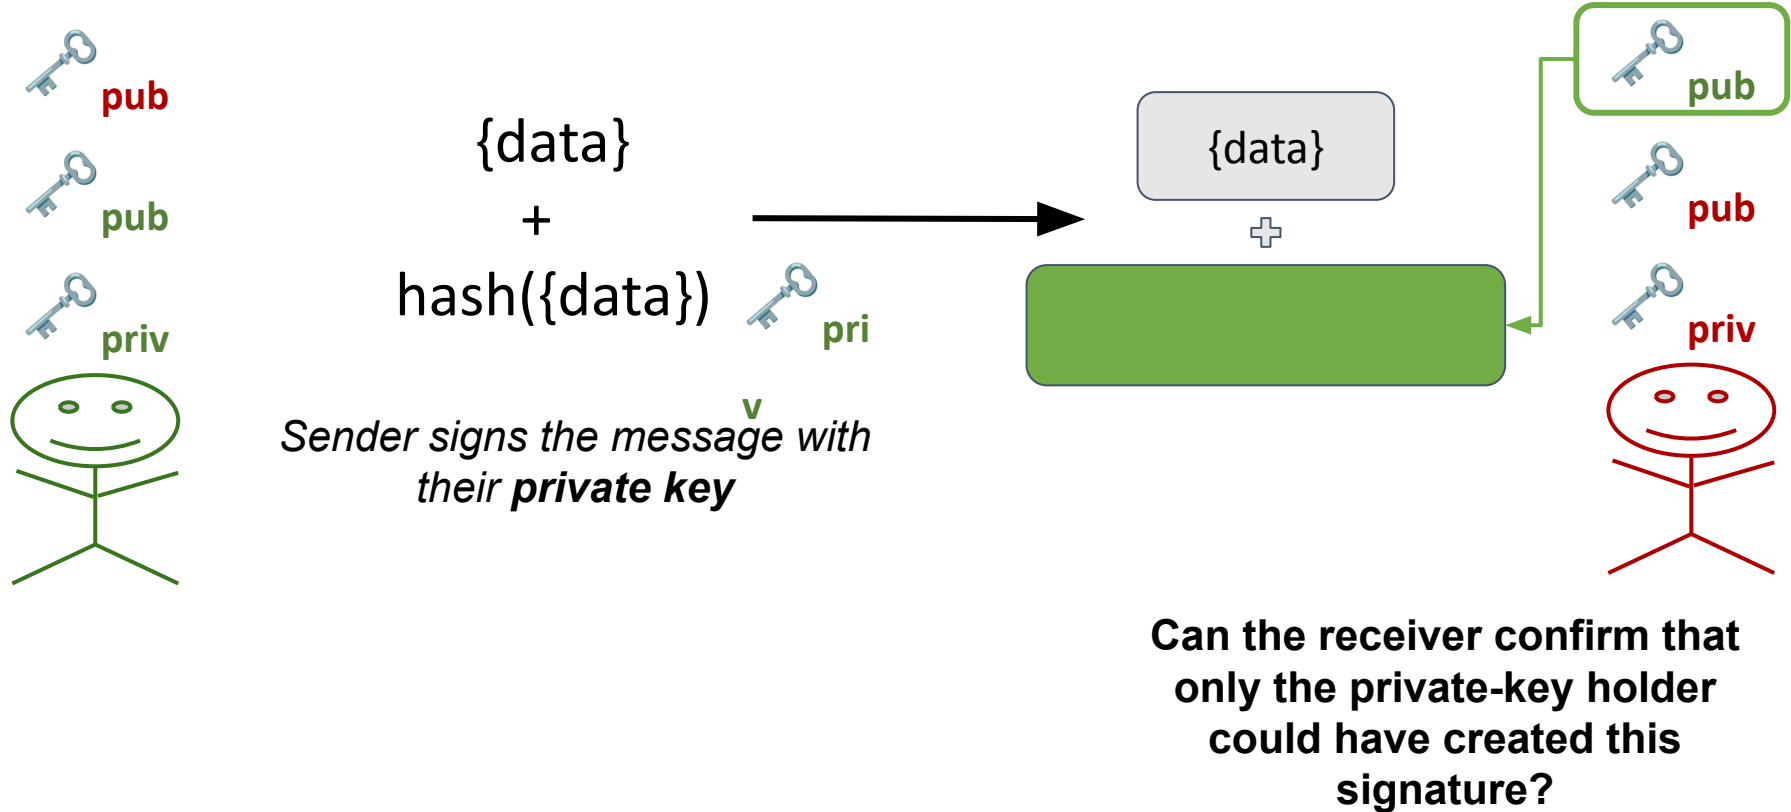 pub
pub
priv
{data}
+
hash({data})
pri
v
Sender signs the message with
their private key
{data}
pub
pub
priv
Can the receiver confirm that
only the private-key holder
could have created this
signature?